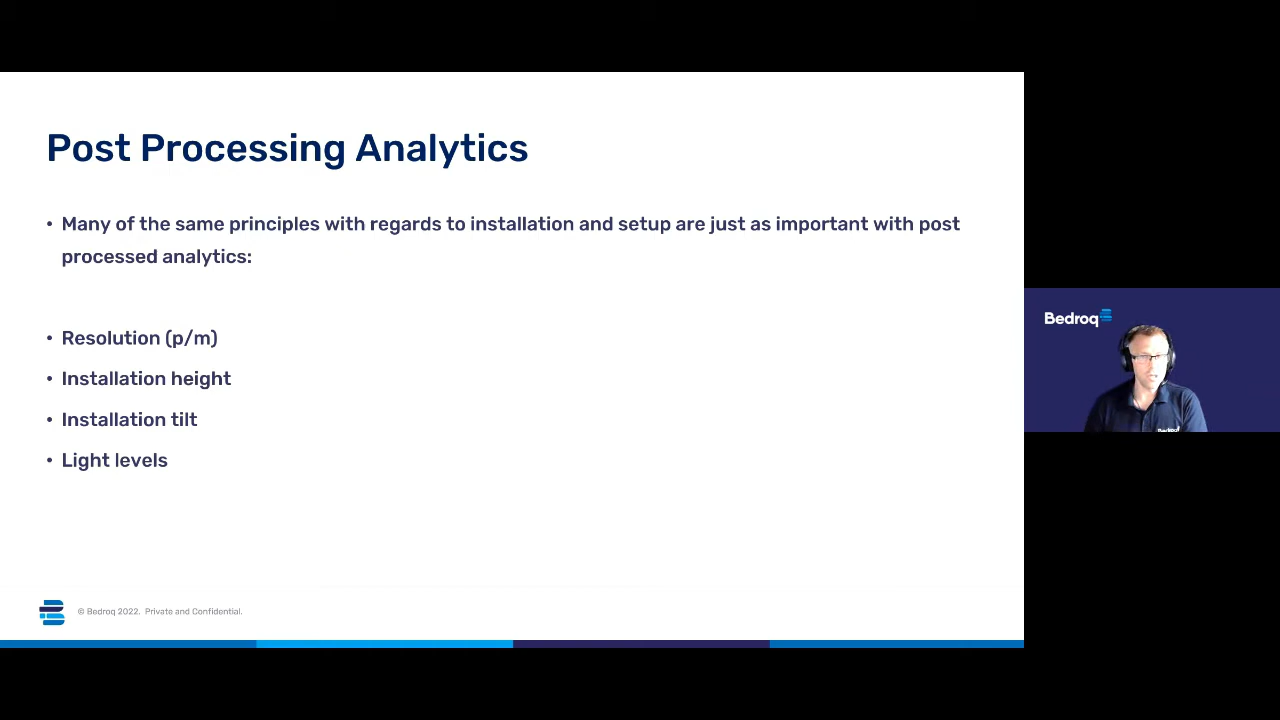 Post Processing Analytics
• Many of the same principles with regards to installation and setup are just as important with post
processed analytics:
• Resolution (p/m)
• Installation height
• Installation tilt
• Light levels
© Bedroq 2022. Private and Confidential.
Bedroq